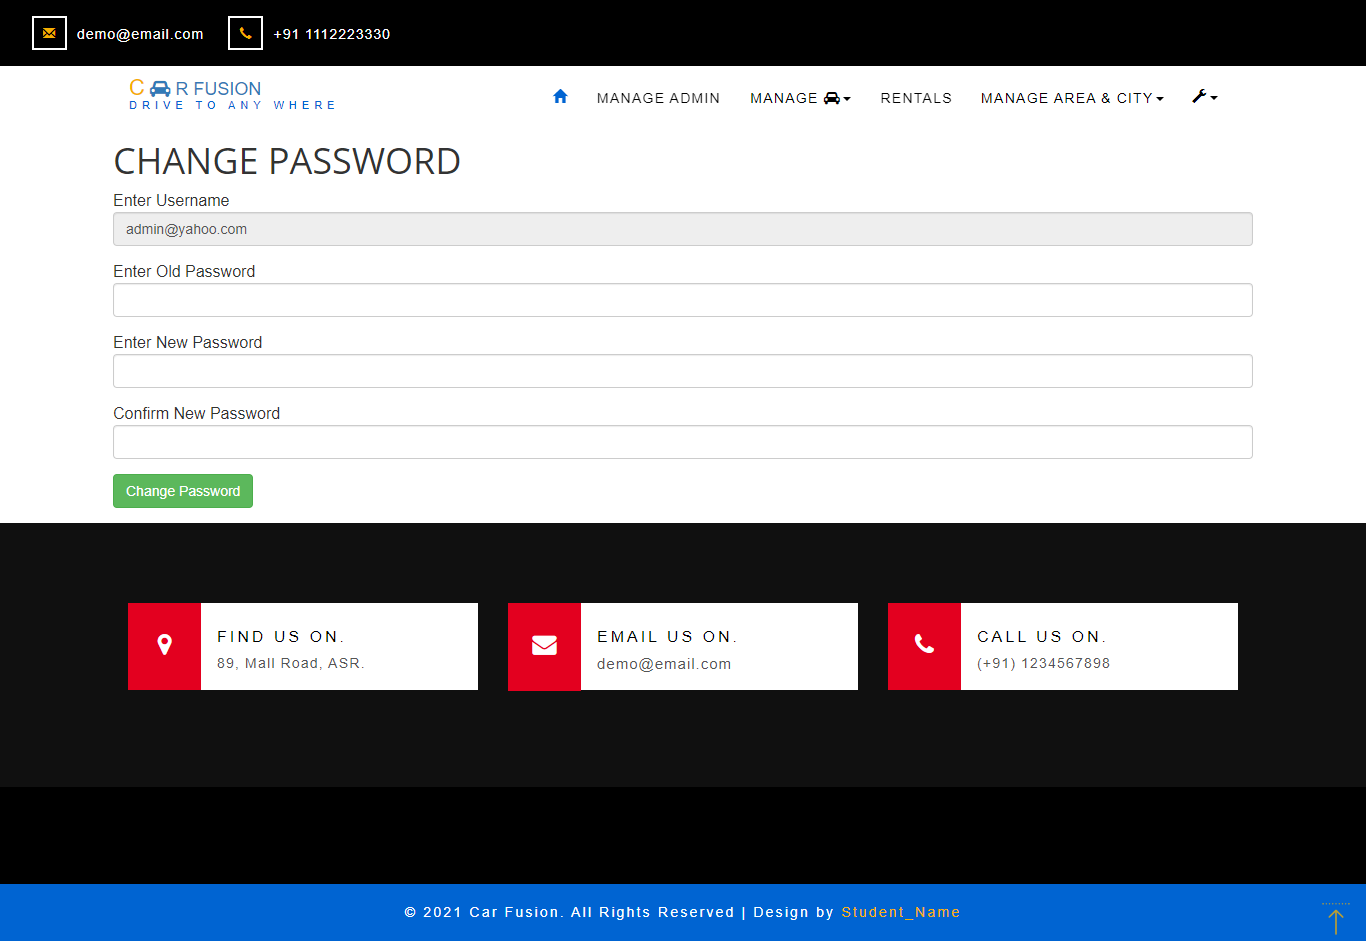 demo@email.com +91 1112223330
C R FUSION
DRIVE TO ANY WHERE
MANAGE ADMIN MANAGE RENTALS MANAGE AREA & CITY
CHANGE PASSWORD
Enter Username
admin@yahoo.com
Enter Old Password
Enter New Password
Confirm New Password
Change Password
FIND US ON.
89, Mall Road, ASR.
EMAIL US ON.
demo@email.com
CALL US ON.
(+91) 1234567898
© 2021 Car Fusion. All Rights Reserved | Design by Student_Name